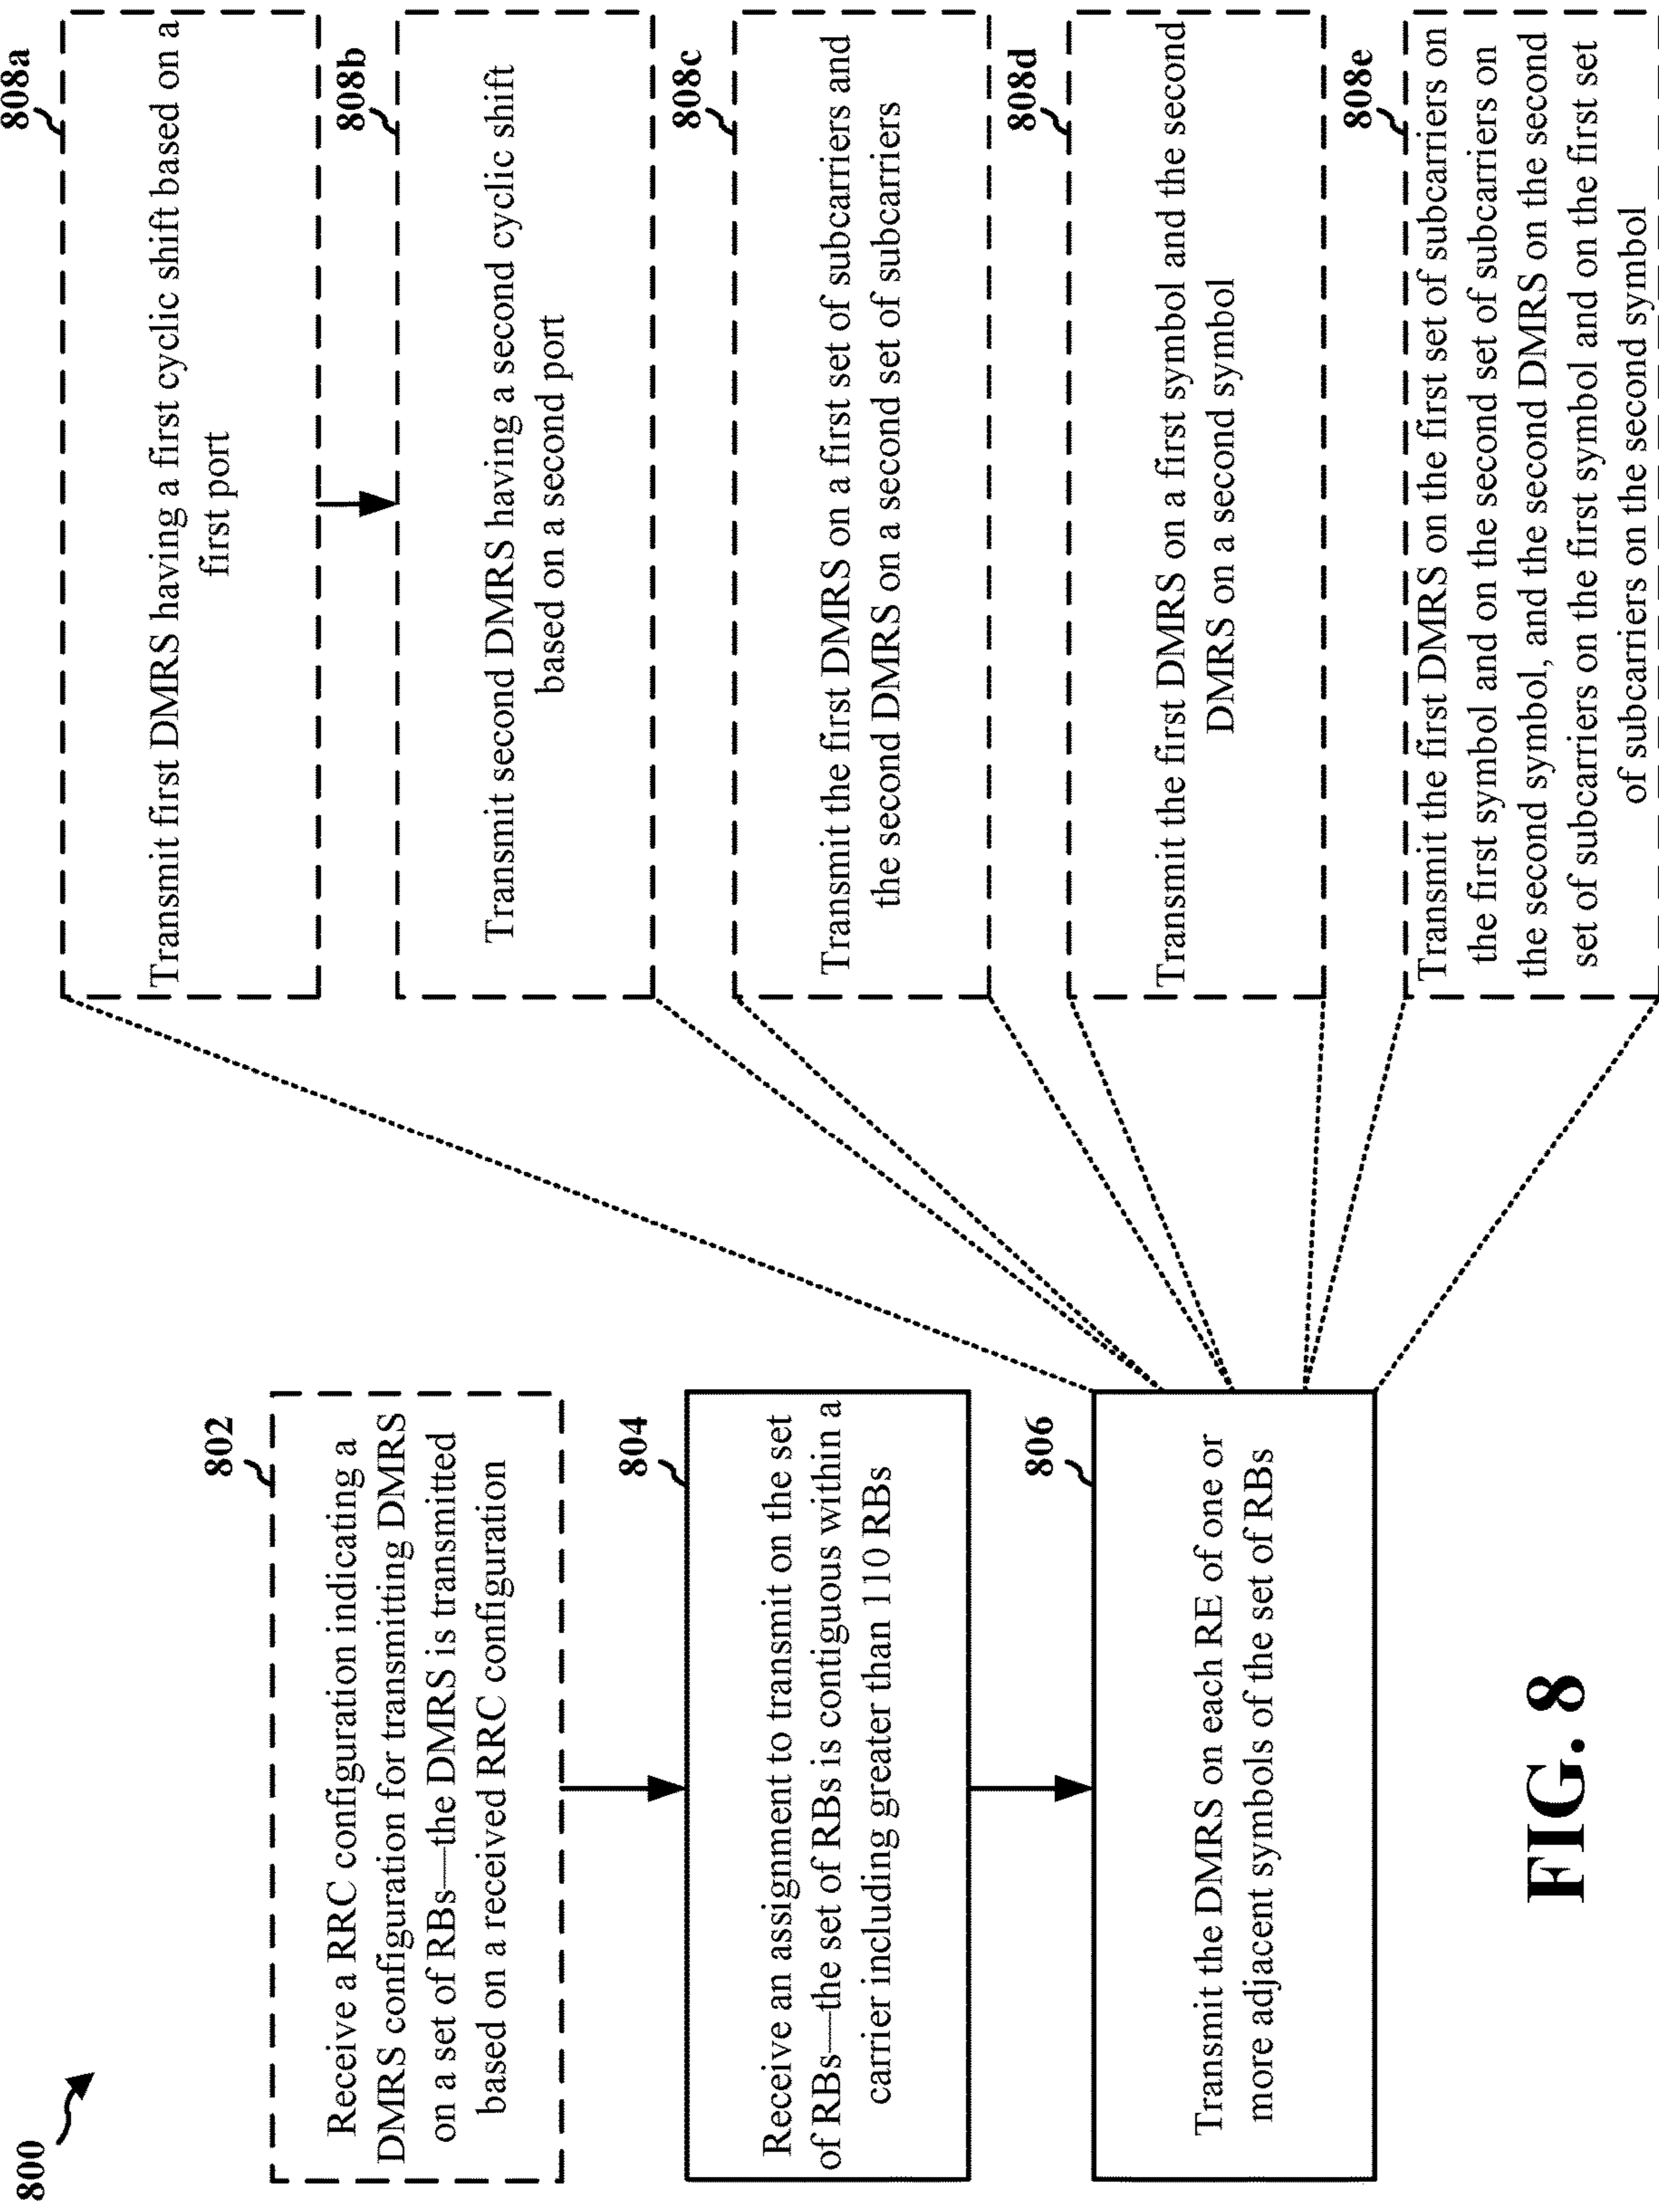 800
802
Receive a RRC configuration indicating a
DMRS configuration for transmitting DMRS
on a set of RBs—the DMRS is transmitted
based on a received RRC configuration
804
Receive an assignment to transmit on the set
of RBs—the set of RBs is contiguous within a
carrier including greater than 110 RBs
806
Transmit the DMRS on each RE of one or
more adjacent symbols of the set of RBs
808a
Transmit first DMRS having a first cyclic shift based on a
first port
808b
Transmit second DMRS having a second cyclic shift
based on a second port
808c
Transmit the first DMRS on a first set of subcarriers and
the second DMRS on a second set of subcarriers
808d
Transmit the first DMRS on a first symbol and the second
DMRS on a second symbol
808e
Transmit the first DMRS on the first set of subcarriers on
the first symbol and on the second set of subcarriers on
the second symbol, and the second DMRS on the second
set of subcarriers on the first symbol and on the first set
of subcarriers on the second symbol
FIG. 8